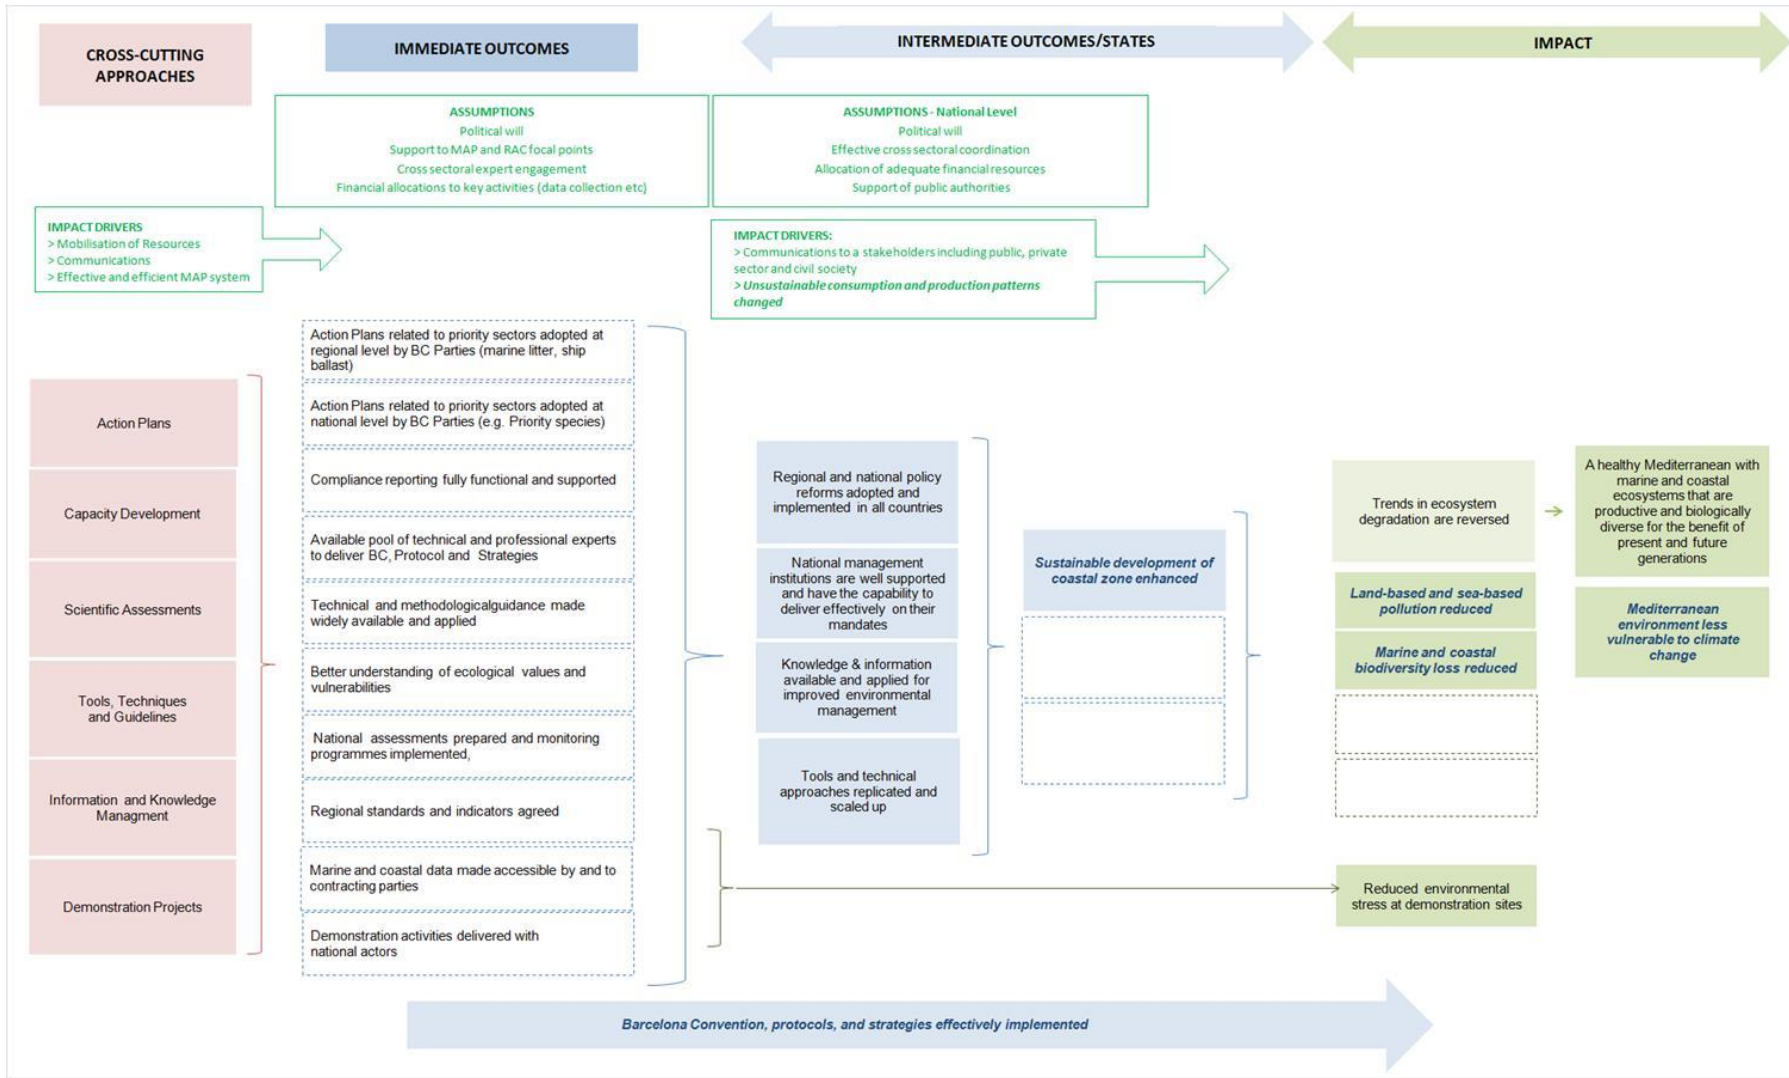 CROSS-CUTTING
APPROACHES
IMMEDIATE OUTCOMES
INTERMEDIATE OUTCOMES/STATES
IMPACT
ASSUMPTIONS
Political will
Support to MAP and RAC focal points
Cross sectoral expert engagement
Financial allocations to key activities (data collection etc)
ASSUMPTIONS - National Level
Political will
Effective cross sectoral coordination
Allocation of adequate financial resources
Support of public authorities
IMPACT DRIVERS
> Mobilisation of Resources
> Communications
> Effective and efficient MAP system
IMPACT DRIVERS:
> Communications to a stakeholders including public, private
sector and civil society
> Unsustainable consumption and production patterns
changed
Action Plans
Capacity Development
Scientific Assessments
Tools, Techniques
and Guidelines
Information and Knowledge
Managment
Demonstration Projects
Action Plans related to priority sectors adopted at
regional level by BC Parties (marine litter, ship
ballast)
Action Plans related to priority sectors adopted at
national level by BC Parties (e.g. Priority species)
Compliance reporting fully functional and supported
Available pool of technical and professional experts
to deliver BC, Protocol and Strategies
Technical and methodologicalguidance made
widely available and applied
Better understanding of ecological values and
vulnerabilities
National assessments prepared and monitoring
programmes implemented,
Regional standards and indicators agreed
Marine and coastal data made accessible by and to
contracting parties
Demonstration activities delivered with
national actors
Regional and national policy
reforms adopted and
implemented in all countries
National management
institutions are well supported
and have the capability to
deliver effectively on their
mandates
Knowledge & information
available and applied for
improved environmental
management
Tools and technical
approaches replicated and
scaled up
Sustainable development of
coastal zone enhanced
Trends in ecosystem
degradation are reversed
Land-based and sea-based
pollution reduced
Marine and coastal
biodiversity loss reduced
Reduced environmental
stress at demonstration sites
A healthy Mediterranean with
marine and coastal
ecosystems that are
productive and biologically
diverse for the benefit of
present and future
generations
Mediterranean
environment less
vulnerable to climate
change
Barcelona Convention, protocols, and strategies effectively implemented